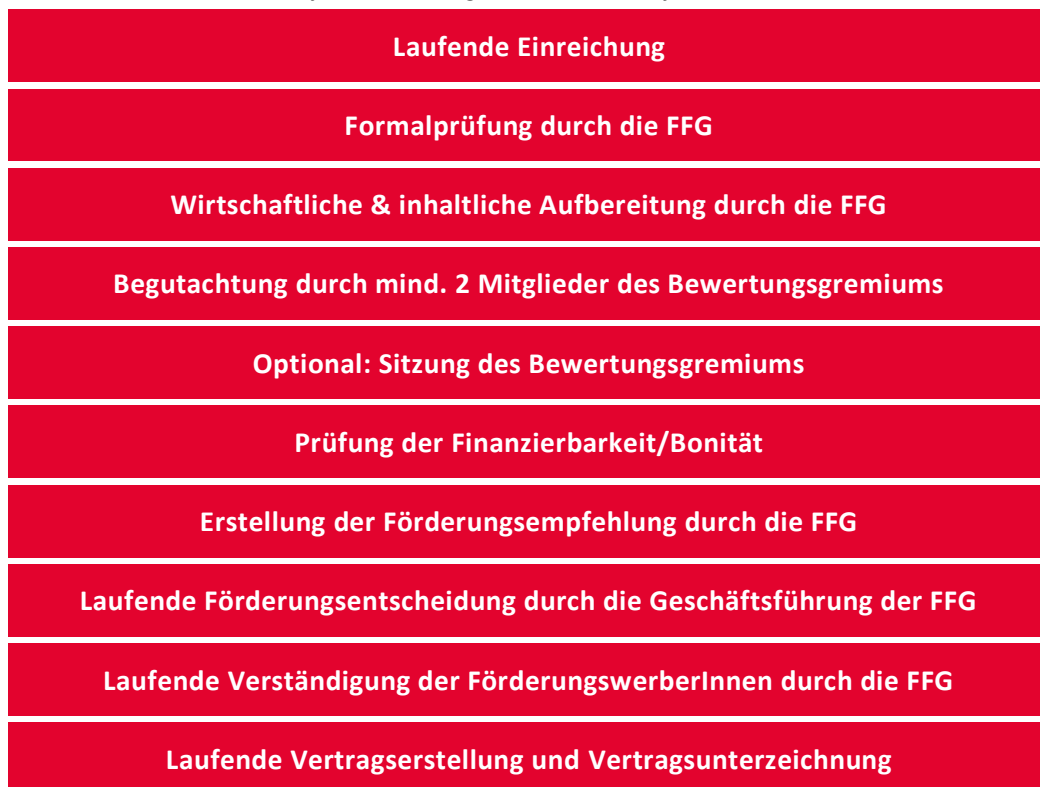 Laufende Einreichung
Formalprüfung durch die FFG
Wirtschaftliche & inhaltliche Aufbereitung durch die FFG
Begutachtung durch mind. 2 Mitglieder des Bewertungsgremiums
Optional: Sitzung des Bewertungsgremiums
Prüfung der Finanzierbarkeit/Bonität
Erstellung der Förderungsempfehlung durch die FFG
Laufende Förderungsentscheidung durch die Geschäftsführung der FFG
Laufende Verständigung der FörderungswerberInnen durch die FFG
Laufende Vertragserstellung und Vertragsunterzeichnung